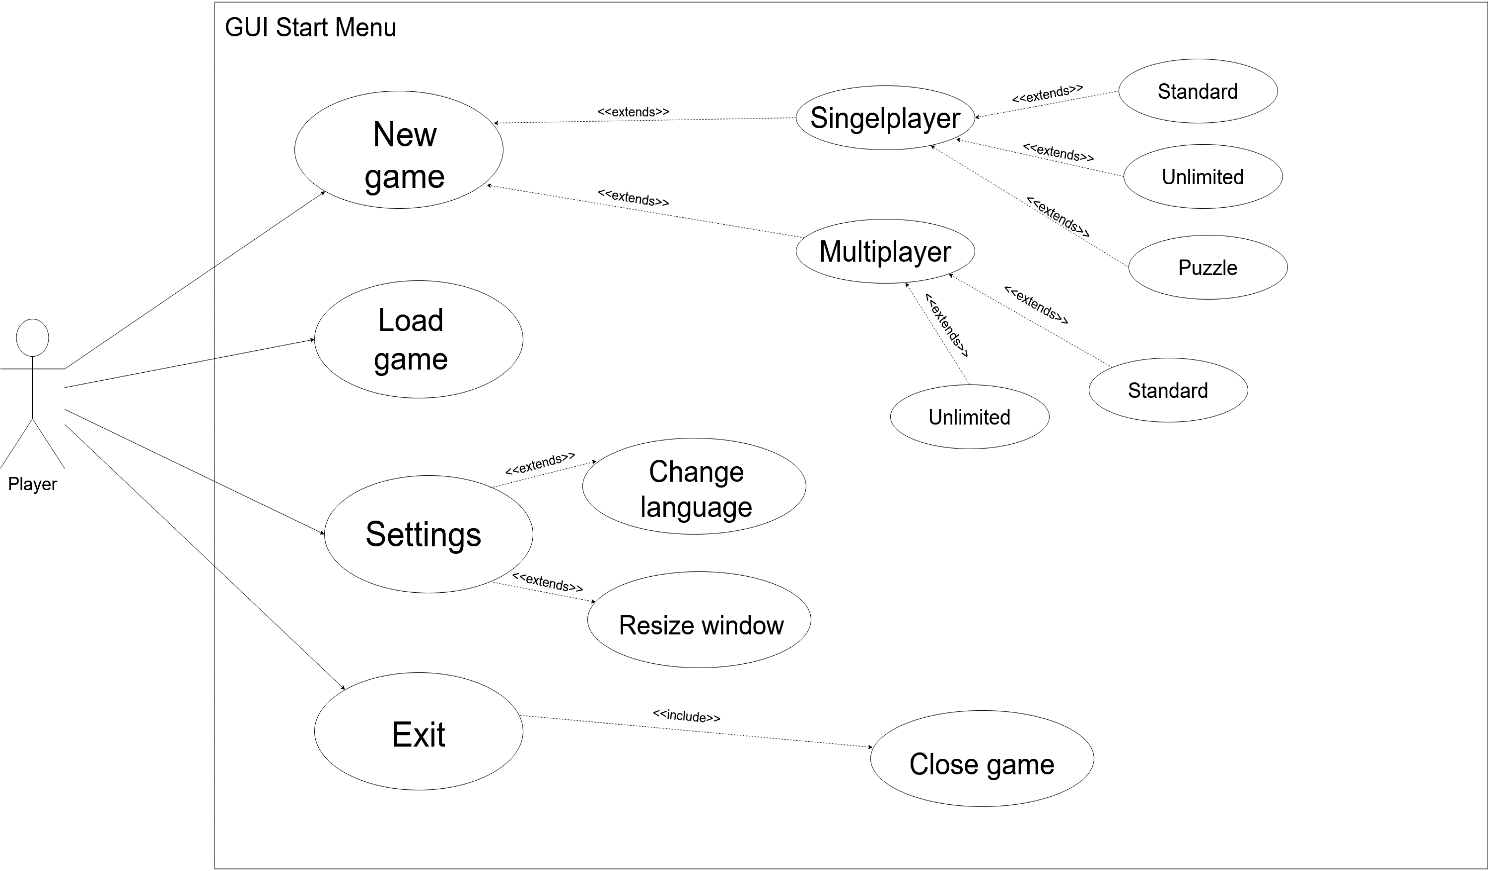 GUI Start Menu
New
game
<<extends>>
Singelplayer
<<extends>>
Standard
<<extends>>
Unlimited
<<extends>>
Puzzle
<<extends>>
Multiplayer
<<extends>>
Unlimited
<<extends>>
Standard
Load
game
Player
Settings
<<extends>>
Change
language
<<extends>>
Resize window
Exit
<<include>>
Close game